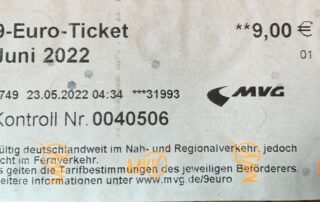 9-Euro-Ticket **9,00 €
Juni 2022 01
749 23.05.2022 04:34 ***31993 MVG
Kontroll Nr. 0040506
ültig deutschlandweit im Nah- und Regionalverkehr, jedoch
cht im Fernverkehr.
s gelten die Tarifbestimmungen des jeweiligen Beförderers.
eitere Informationen unter www.mvg.de/9euro